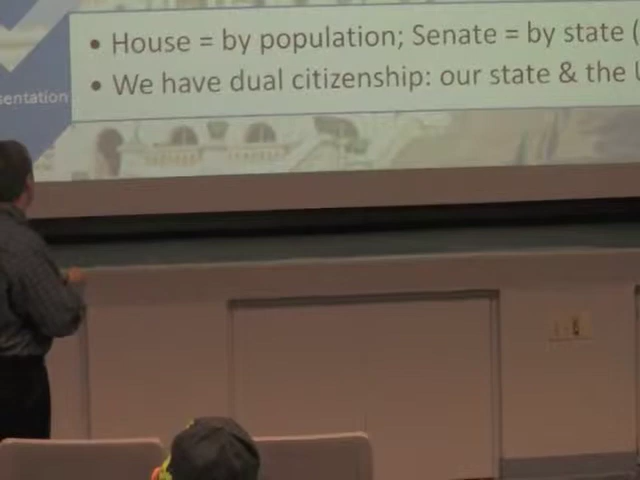 • House = by population; Senate = by state (
• We have dual citizenship: our state & the U
sentation